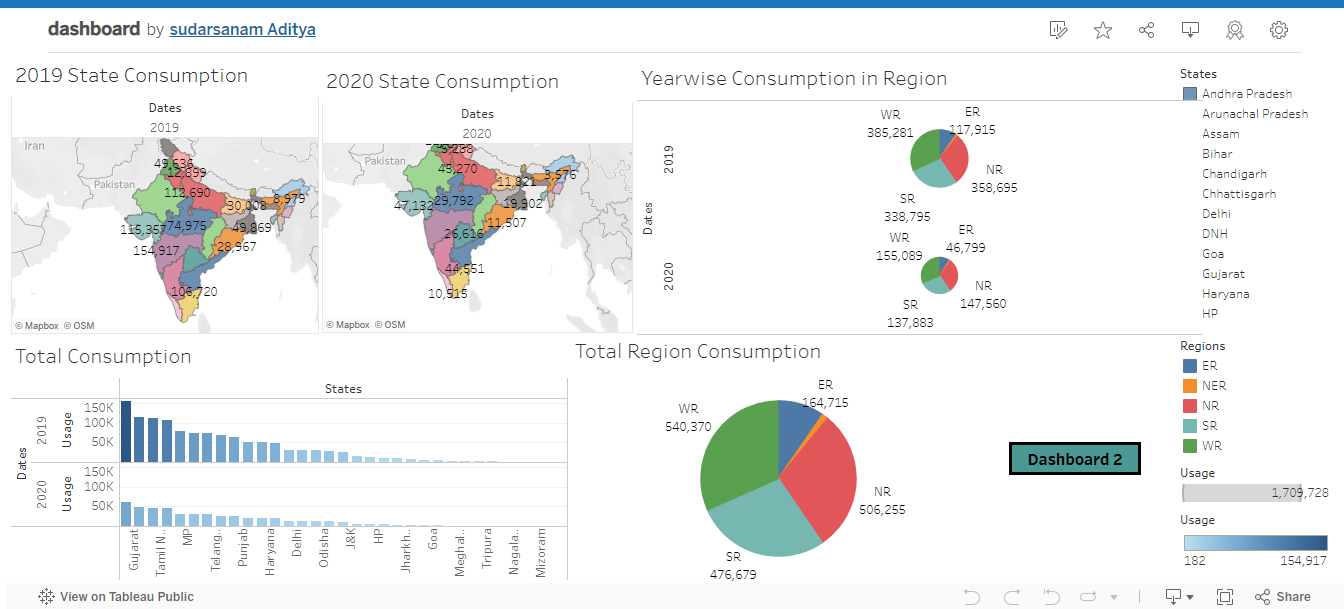 dashboard by sudarsanam Aditya
2019 State Consumption
Dates
2019
Iran
Pakistan
49,636
12,899
112,690
30,008
8,979
115,357
74,975
49,869
154,917
28,967
106,720
© Mapbox © OSM
2020 State Consumption
Dates
2020
Pakistan
5,238
45,270
11,821
3,576
47,132
29,792
19,902
11,507
26,616
44,551
10,515
© Mapbox © OSM
Yearwise Consumption in Region
Dates
2019
WR
385,281
ER
117,915
NR
358,695
SR
338,795
2020
WR
155,089
ER
46,799
NR
147,560
SR
137,883
States
Andhra Pradesh
Arunachal Pradesh
Assam
Bihar
Chandigarh
Chhattisgarh
Delhi
DNH
Goa
Gujarat
Haryana
HP
Total Consumption
States
Dates
2019
Usage
150K
100K
50K
2020
Usage
150K
100K
50K
Gujarat
Tamil N..
MP
Telang..
Punjab
Haryana
Delhi
Odisha
J&K
HP
Jharkh..
Goa
Meghal..
Tripura
Nagala..
Mizoram
Total Region Consumption
ER
164,715
WR
540,370
NR
506,255
SR
476,679
Dashboard 2
Regions
ER
NER
NR
SR
WR
Usage
1,709,728
Usage
182 154,917
View on Tableau Public
Share